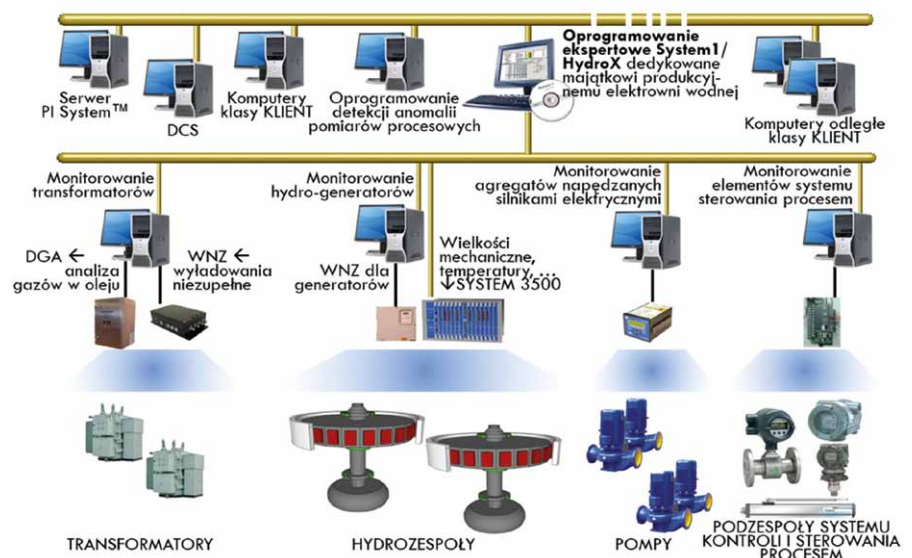 Serwer
PI System™
DCS
Komputery
klasy KLIENT
Oprogramowanie
detekcji anomalii
pomiarów procesowych
Oprogramowanie
ekspertowe System1/
HydroX dedykowane
majątkowi produkcyj-
nemu elektrowni wodnej
Komputery odległe
klasy KLIENT
Monitorowanie
transformatorów
Monitorowanie
hydro-generatorów
Monitorowanie
agregatów napędzanych
silnikami elektrycznymi
Monitorowanie
elementów systemu
sterowania procesem
DGA ←
analiza
gazów w oleju
WNZ ←
wyładowania
niezupełne
WNZ dla
generatorów
Wielkości
mechaniczne,
temperatury, ...
↓SYSTEM 3500
TRANSFORMATORY
HYDROZESPOŁY
POMPY
PODZESPOŁY SYSTEMU
KONTROLI I STEROWANIA
PROCESEM